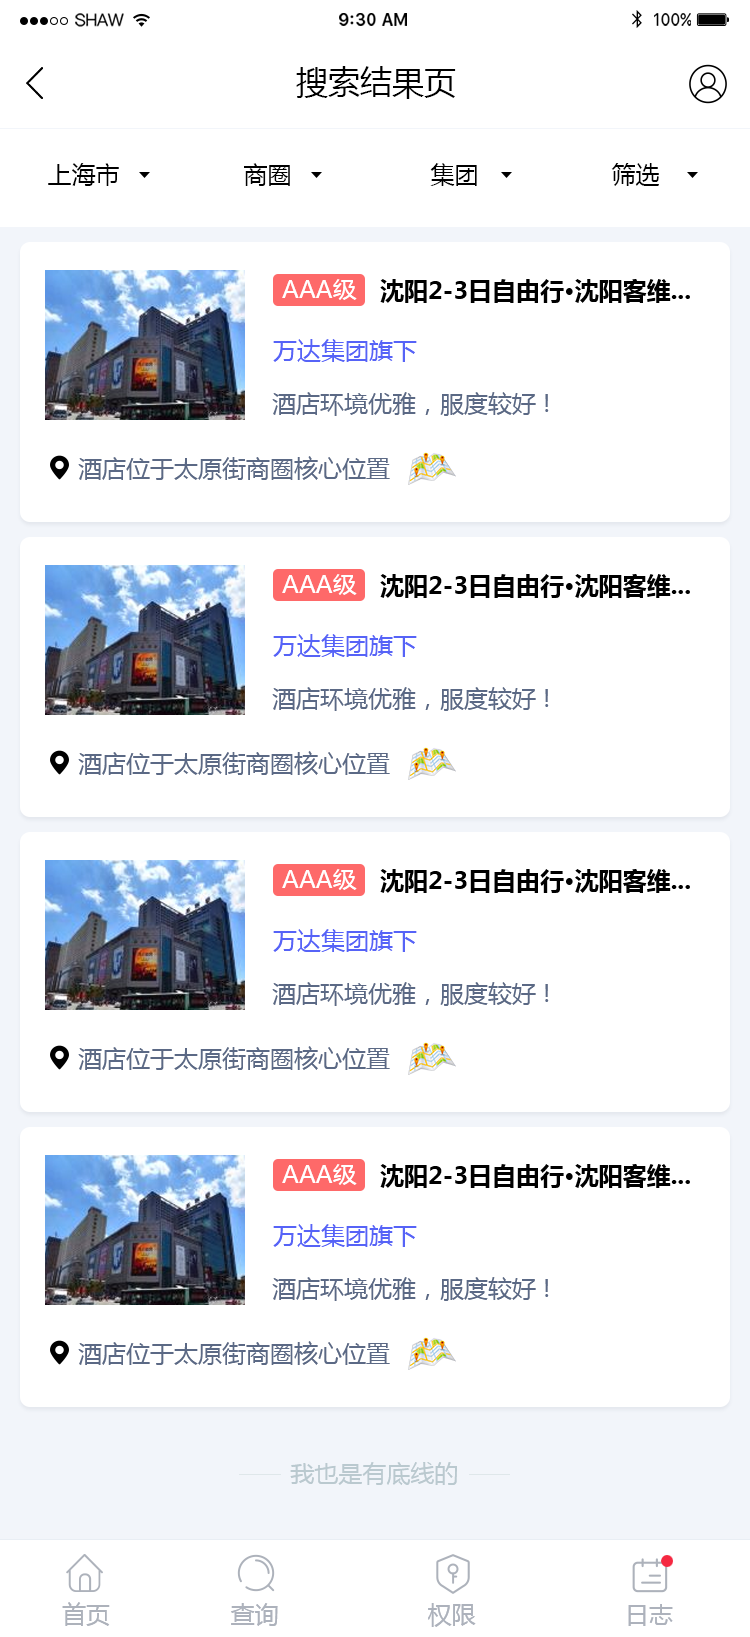 SHAW 9:30 AM 100%
搜索结果页
上海市 商圈 集团 筛选
AAA级 沈阳2-3日自由行•沈阳客维...
万达集团旗下
酒店环境优雅，服度较好！
酒店位于太原街商圈核心位置
AAA级 沈阳2-3日自由行•沈阳客维...
万达集团旗下
酒店环境优雅，服度较好！
酒店位于太原街商圈核心位置
AAA级 沈阳2-3日自由行•沈阳客维...
万达集团旗下
酒店环境优雅，服度较好！
酒店位于太原街商圈核心位置
AAA级 沈阳2-3日自由行•沈阳客维...
万达集团旗下
酒店环境优雅，服度较好！
酒店位于太原街商圈核心位置
我也是有底线的
首页 查询 权限 日志